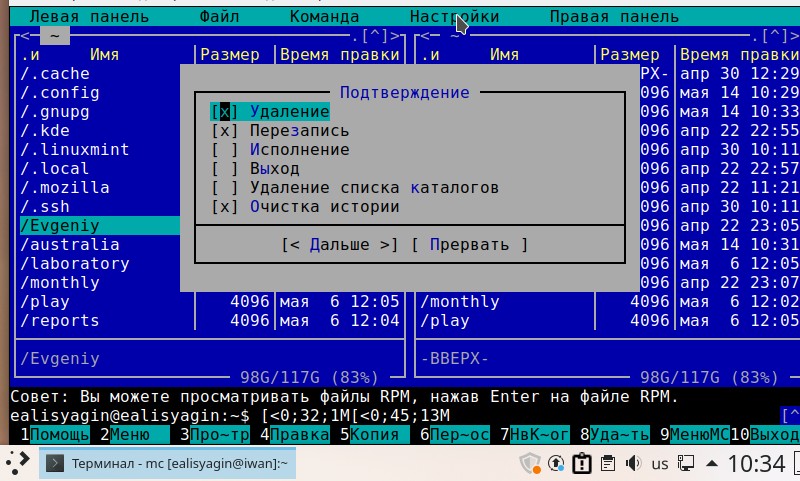 Левая панель Файл Команда Настройки Правая панель
<─ ~ .[^]> <─ ~ .[^]>
.и Имя Размер Время правки .и Имя Размер Время правки
/.cache РХ- апр 30 12:29
/.config 096 мая 14 10:29
/.gnupg 096 мая 14 10:33
/.kde 096 апр 22 22:55
/.linuxmint 096 апр 30 10:11
/.local 096 апр 22 22:57
/.mozilla 096 апр 22 11:21
/.ssh 096 апр 30 10:11
/Evgeniy 096 апр 22 23:05
/australia 096 мая 14 10:31
/laboratory 096 мая 6 12:05
/monthly 096 апр 22 23:07
/play 4096 мая 6 12:05 /monthly 4096 мая 6 12:02
/reports 4096 мая 6 12:04 /play 4096 мая 6 12:05
Подтверждение
[x] Удаление
[x] Перезапись
[ ] Исполнение
[ ] Выход
[ ] Удаление списка каталогов
[x] Очистка истории
[< Дальше >] [ Прервать ]
/Evgeniy -ВВЕРХ-
98G/117G (83%) 98G/117G (83%)
Совет: Вы можете просматривать файлы RPM, нажав Enter на файле RPM.
ealisyagin@ealisyagin:~$ [<0;32;1M[<0;45;13M [^
1Помощь 2Меню 3Про~тр 4Правка 5Копия 6Пер~ос 7НвК~ог 8Уда~ть 9МенюМС 10Выход
Терминал - mc [ealisyagin@iwan]:~ us 10:34